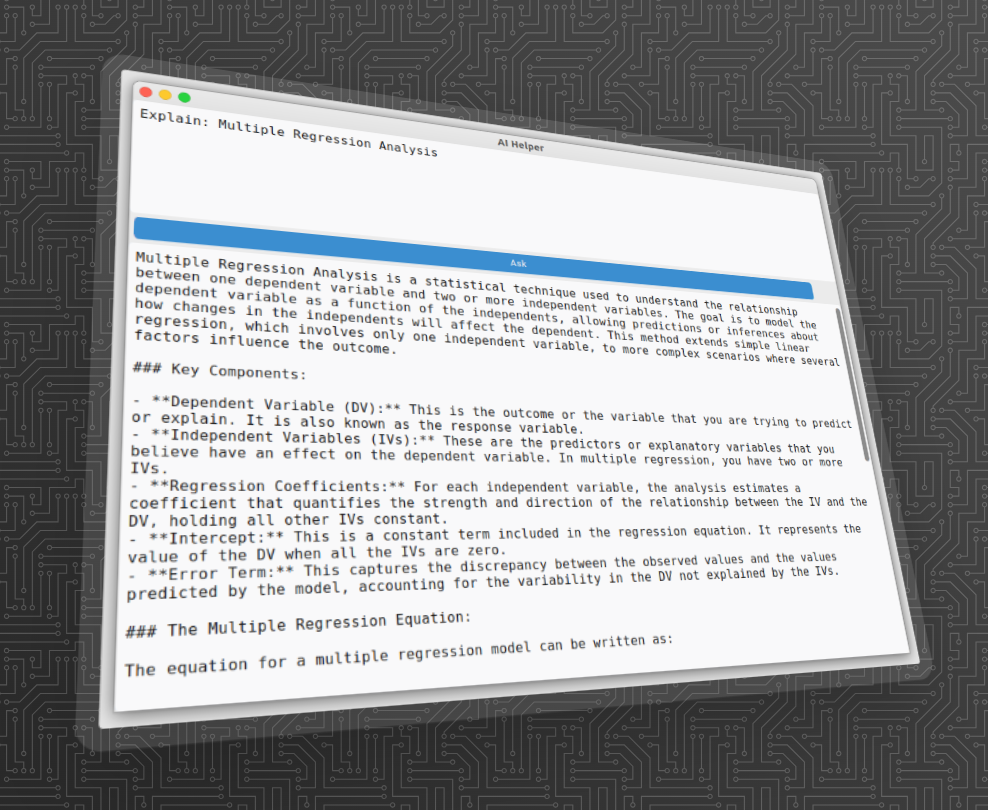 AI Helper
Explain: Multiple Regression Analysis
Ask
Multiple Regression Analysis is a statistical technique used to understand the relationship
between one dependent variable and two or more independent variables. The goal is to model the
dependent variable as a function of the independents, allowing predictions or inferences about
how changes in the independents will affect the dependent. This method extends simple linear
regression, which involves only one independent variable, to more complex scenarios where several
factors influence the outcome.
### Key Components:
- **Dependent Variable (DV):** This is the outcome or the variable that you are trying to predict
or explain. It is also known as the response variable.
- **Independent Variables (IVs):** These are the predictors or explanatory variables that you
believe have an effect on the dependent variable. In multiple regression, you have two or more
IVs.
- **Regression Coefficients:** For each independent variable, the analysis estimates a
coefficient that quantifies the strength and direction of the relationship between the IV and the
DV, holding all other IVs constant.
- **Intercept:** This is a constant term included in the regression equation. It represents the
value of the DV when all the IVs are zero.
- **Error Term:** This captures the discrepancy between the observed values and the values
predicted by the model, accounting for the variability in the DV not explained by the IVs.
### The Multiple Regression Equation:
The equation for a multiple regression model can be written as: